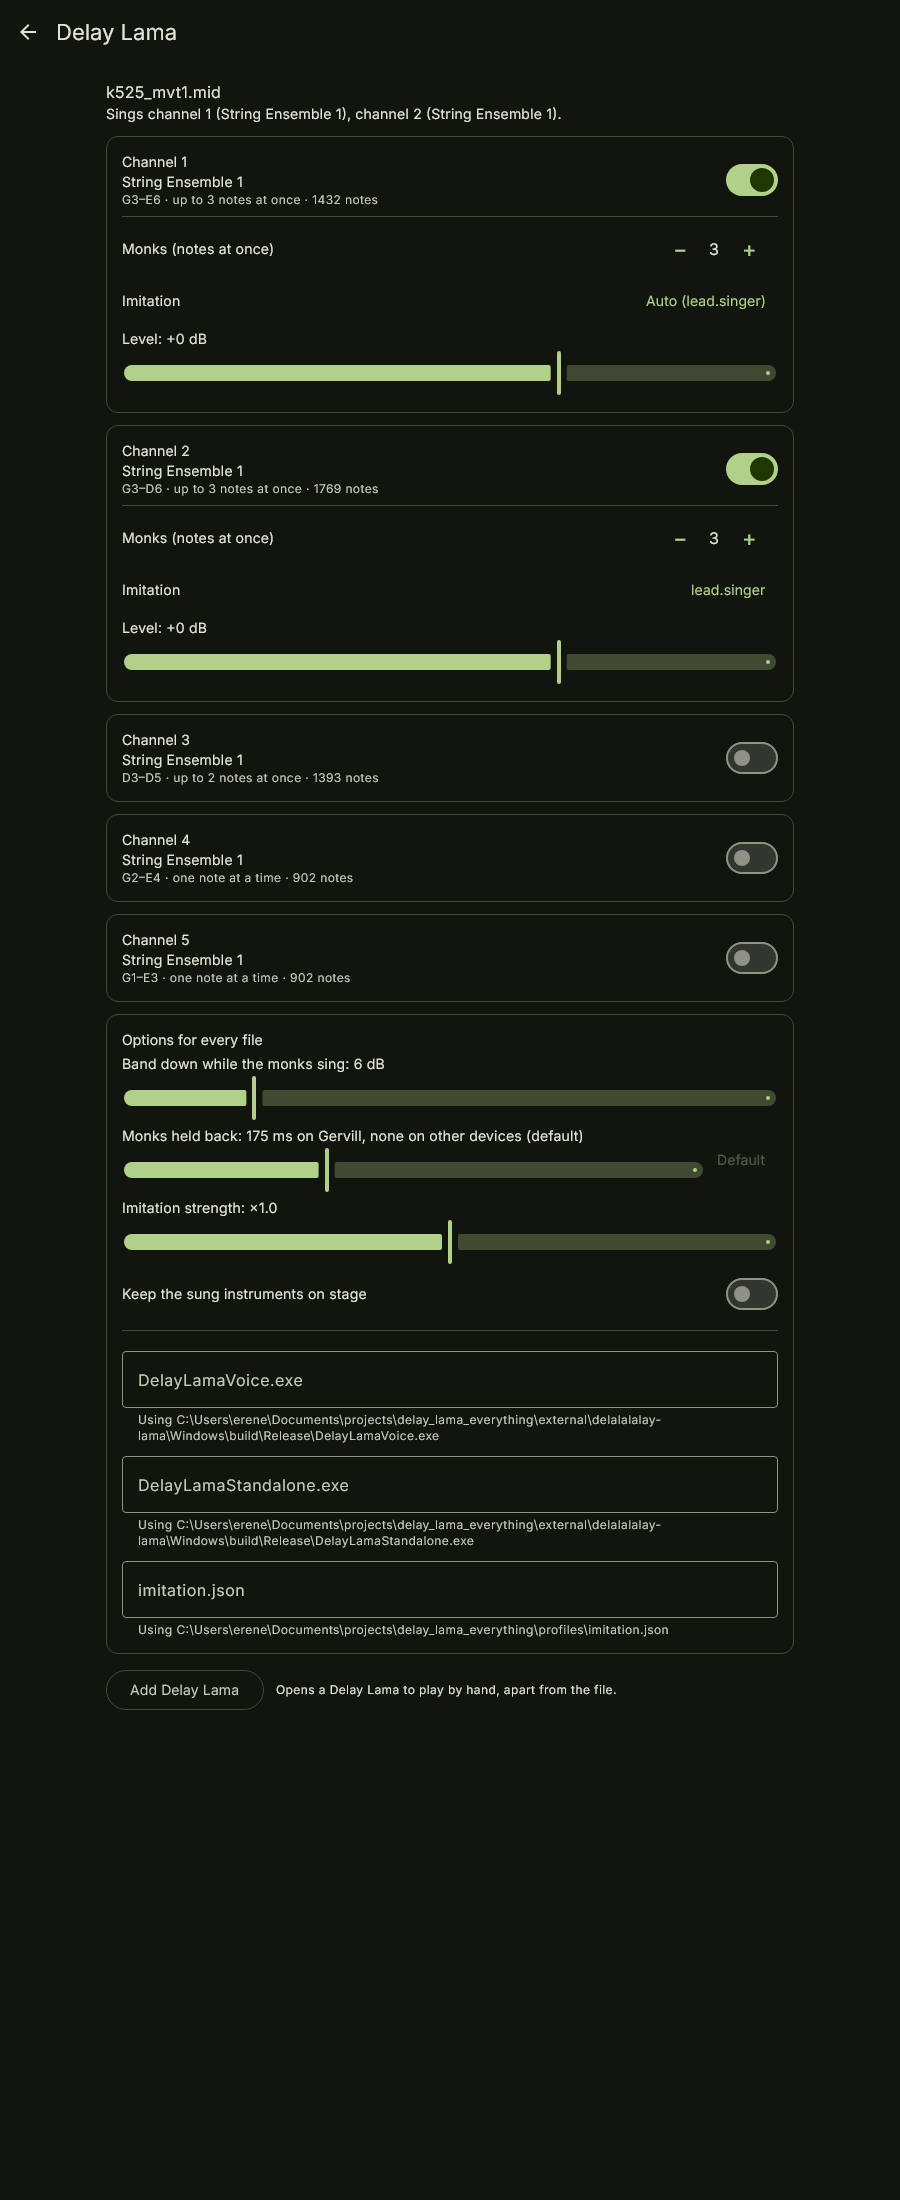 Delay Lama
k525_mvt1.mid
Sings channel 1 (String Ensemble 1), channel 2 (String Ensemble 1).
Channel 1
String Ensemble 1
G3–E6 · up to 3 notes at once · 1432 notes
Monks (notes at once)
− 3 +
Imitation
Auto (lead.singer)
Level: +0 dB
Channel 2
String Ensemble 1
G3–D6 · up to 3 notes at once · 1769 notes
Monks (notes at once)
− 3 +
Imitation
lead.singer
Level: +0 dB
Channel 3
String Ensemble 1
D3–D5 · up to 2 notes at once · 1393 notes
Channel 4
String Ensemble 1
G2–E4 · one note at a time · 902 notes
Channel 5
String Ensemble 1
G1–E3 · one note at a time · 902 notes
Options for every file
Band down while the monks sing: 6 dB
Monks held back: 175 ms on Gervill, none on other devices (default)
Default
Imitation strength: ×1.0
Keep the sung instruments on stage
DelayLamaVoice.exe
Using C:\Users\erene\Documents\projects\delay_lama_everything\external\delalalalay-
lama\Windows\build\Release\DelayLamaVoice.exe
DelayLamaStandalone.exe
Using C:\Users\erene\Documents\projects\delay_lama_everything\external\delalalalay-
lama\Windows\build\Release\DelayLamaStandalone.exe
imitation.json
Using C:\Users\erene\Documents\projects\delay_lama_everything\profiles\imitation.json
Add Delay Lama
Opens a Delay Lama to play by hand, apart from the file.